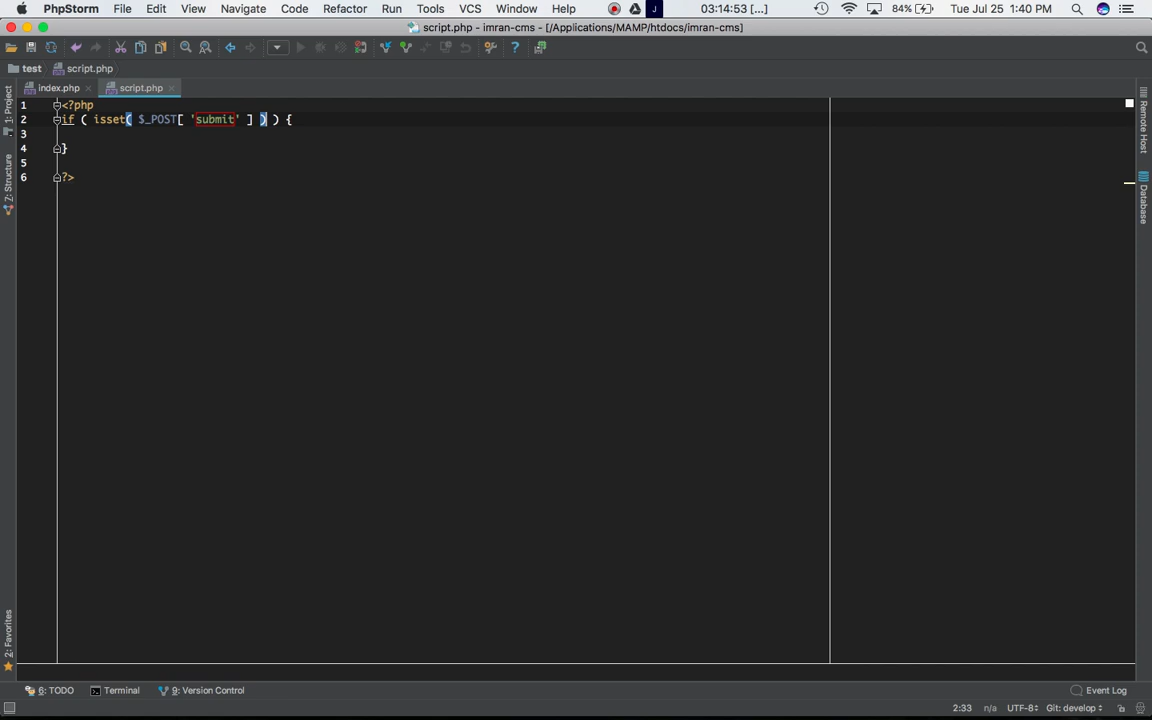 PhpStorm File Edit View Navigate Code Refactor Run Tools VCS Window Help 03:14:53 [...] 84% Tue Jul 25 1:40 PM
script.php - imran-cms - [/Applications/MAMP/htdocs/imran-cms]
test script.php
index.php script.php
1 <?php
2 if ( isset( $_POST[ 'submit' ] ) ) {
3
4 }
5
6 ?>
1: Project
7: Structure
2: Favorites
Remote Host
Database
6: TODO Terminal 9: Version Control Event Log
2:33 n/a UTF-8 Git: develop